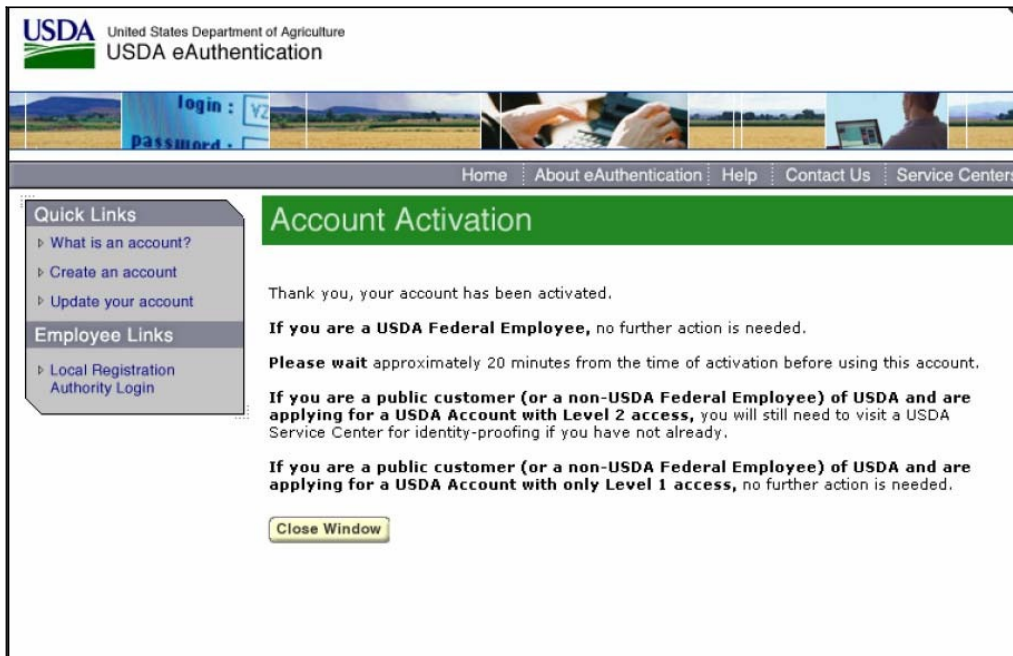 USDA
United States Department of Agriculture
USDA eAuthentication
login :
password :
Home
About eAuthentication
Help
Contact Us
Service Centers
Quick Links
What is an account?
Create an account
Update your account
Employee Links
Local Registration
Authority Login
Account Activation
Thank you, your account has been activated.
If you are a USDA Federal Employee, no further action is needed.
Please wait approximately 20 minutes from the time of activation before using this account.
If you are a public customer (or a non-USDA Federal Employee) of USDA and are
applying for a USDA Account with Level 2 access, you will still need to visit a USDA
Service Center for identity-proofing if you have not already.
If you are a public customer (or a non-USDA Federal Employee) of USDA and are
applying for a USDA Account with only Level 1 access, no further action is needed.
Close Window